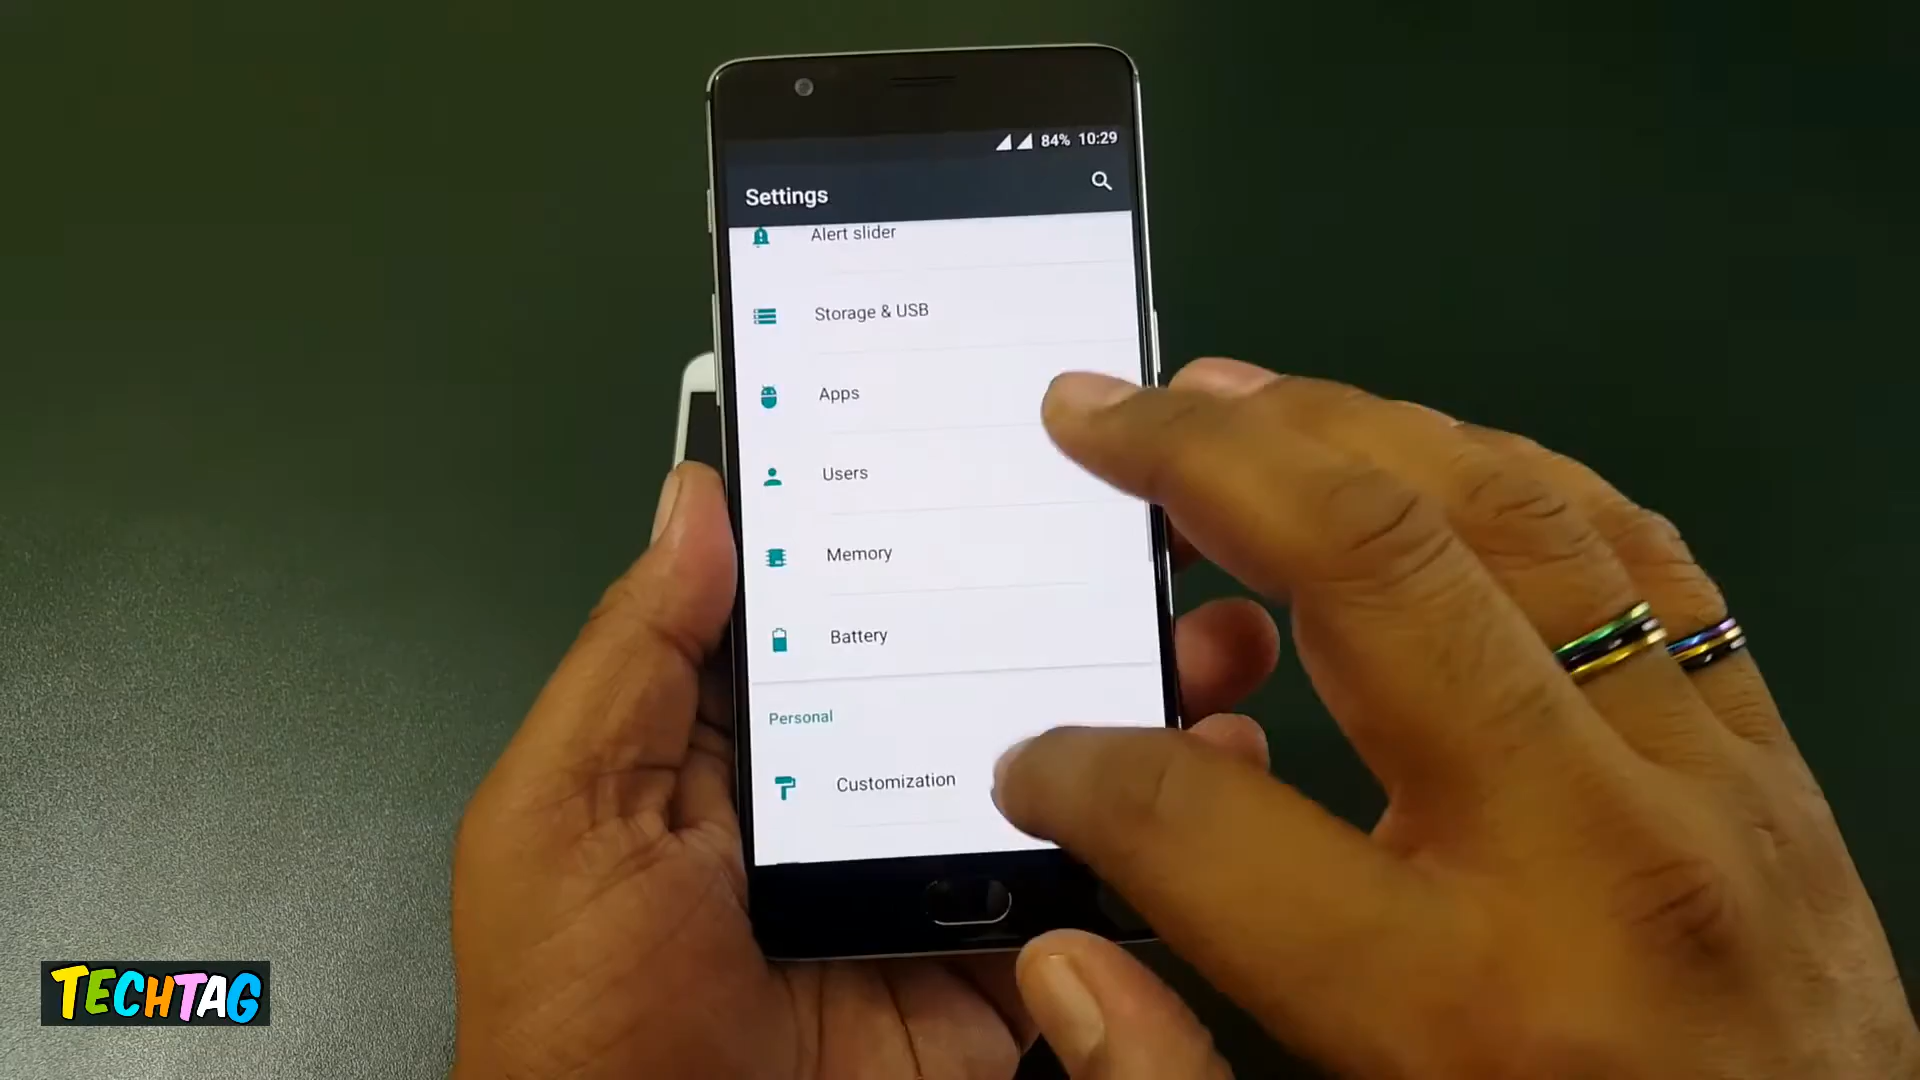 84% 10:29
Settings
Alert slider
Storage & USB
Apps
Users
Memory
Battery
Personal
Customization
TECHTAG